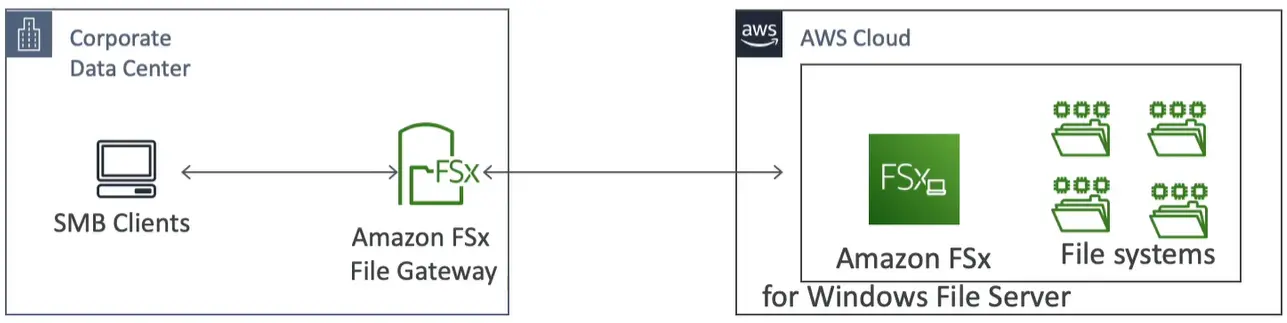 Corporate
Data Center
SMB Clients
FSx
Amazon FSx
File Gateway
aws
AWS Cloud
FSx
Amazon FSx
for Windows File Server
File systems